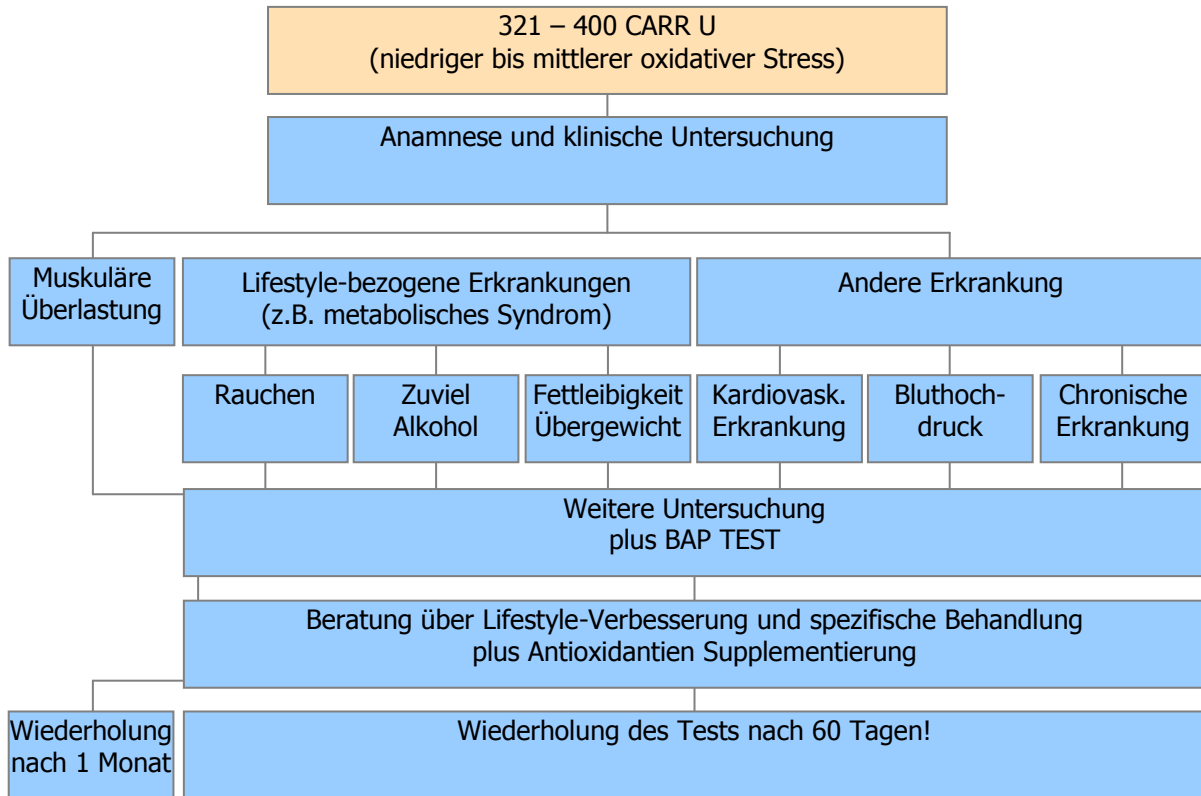 321 – 400 CARR U
(niedriger bis mittlerer oxidativer Stress)
Anamnese und klinische Untersuchung
Muskuläre
Überlastung
Lifestyle-bezogene Erkrankungen
(z.B. metabolisches Syndrom)
Andere Erkrankung
Rauchen
Zuviel
Alkohol
Fettleibigkeit
Übergewicht
Kardiovask.
Erkrankung
Bluthoch-
druck
Chronische
Erkrankung
Weitere Untersuchung
plus BAP TEST
Beratung über Lifestyle-Verbesserung und spezifische Behandlung
plus Antioxidantien Supplementierung
Wiederholung
nach 1 Monat
Wiederholung des Tests nach 60 Tagen!